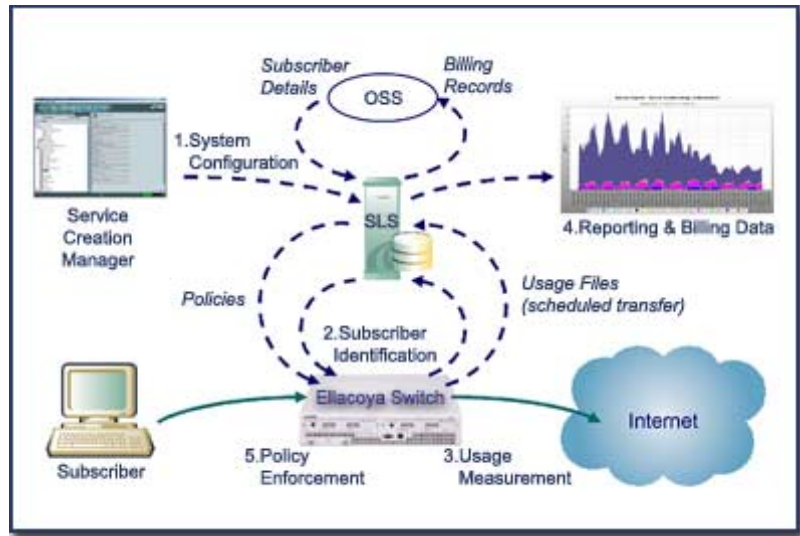 Subscriber
Details
Billing
Records
OSS
1.System
Configuration
Service
Creation
Manager
SLS
4.Reporting & Billing Data
Policies
Usage Files
(scheduled transfer)
2.Subscriber
Identification
Ellacoya Switch
Internet
Subscriber
5.Policy
Enforcement
3.Usage
Measurement